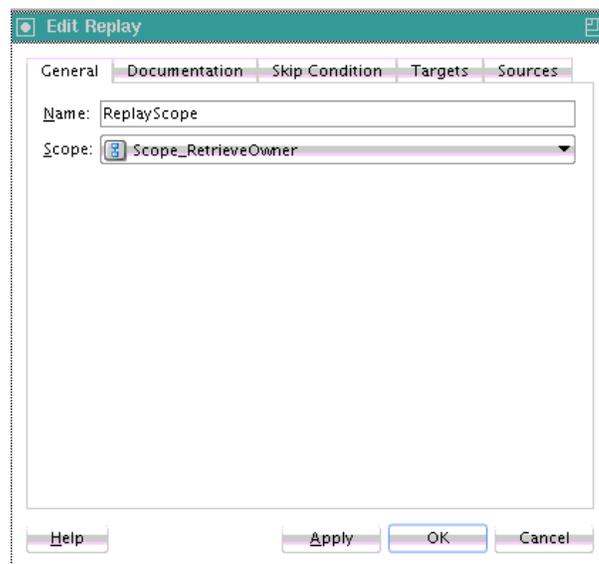 Edit Replay
General Documentation Skip Condition Targets Sources
Name: ReplayScope
Scope: Scope_RetrieveOwner
Help Apply OK Cancel